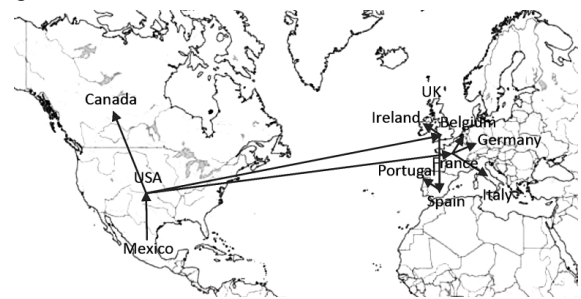 UK
Canada
Ireland
Belgium
Germany
France
Portugal
USA
Spain
Italy
Mexico